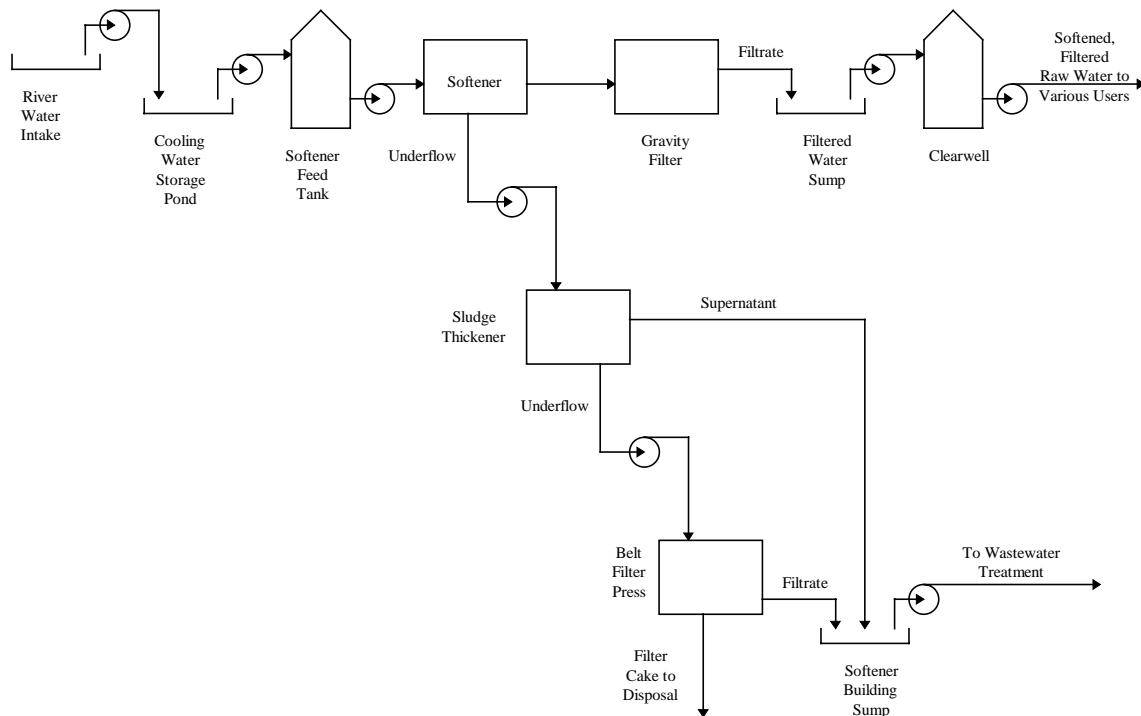 River
Water
Intake
Cooling
Water
Storage
Pond
Softener
Feed
Tank
Softener
Underflow
Gravity
Filter
Filtrate
Filtered
Water
Sump
Clearwell
Softened,
Filtered
Raw Water to
Various Users
Sludge
Thickener
Supernatant
Underflow
Belt
Filter
Press
Filtrate
To Wastewater
Treatment
Filter
Cake to
Disposal
Softener
Building
Sump